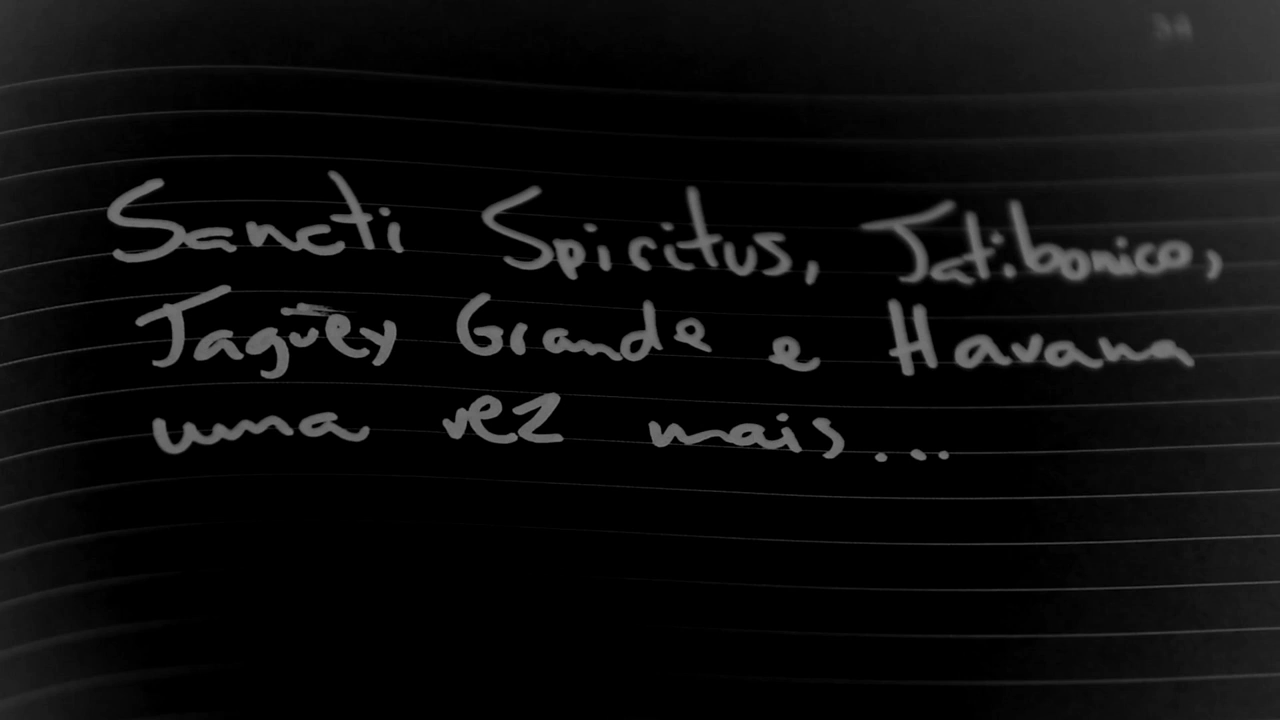 Sancti Spiritus, Jatibonico,
Jagüey Grande e Havana
uma vez mais...